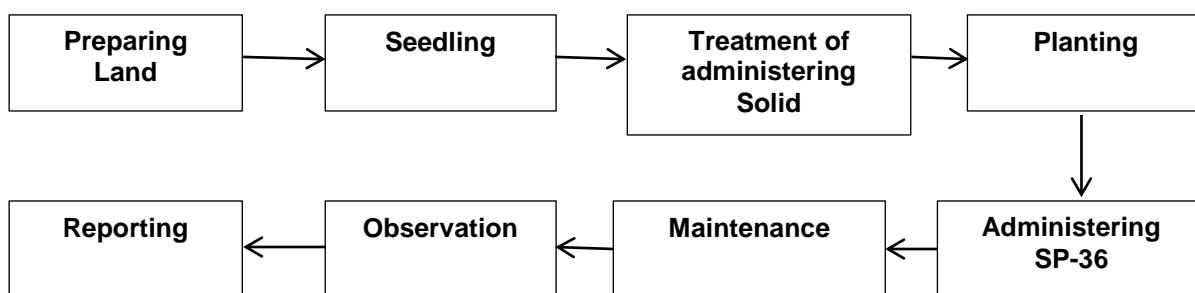 Preparing
Land
Seedling
Treatment of
administering
Solid
Planting
Administering
SP-36
Maintenance
Observation
Reporting